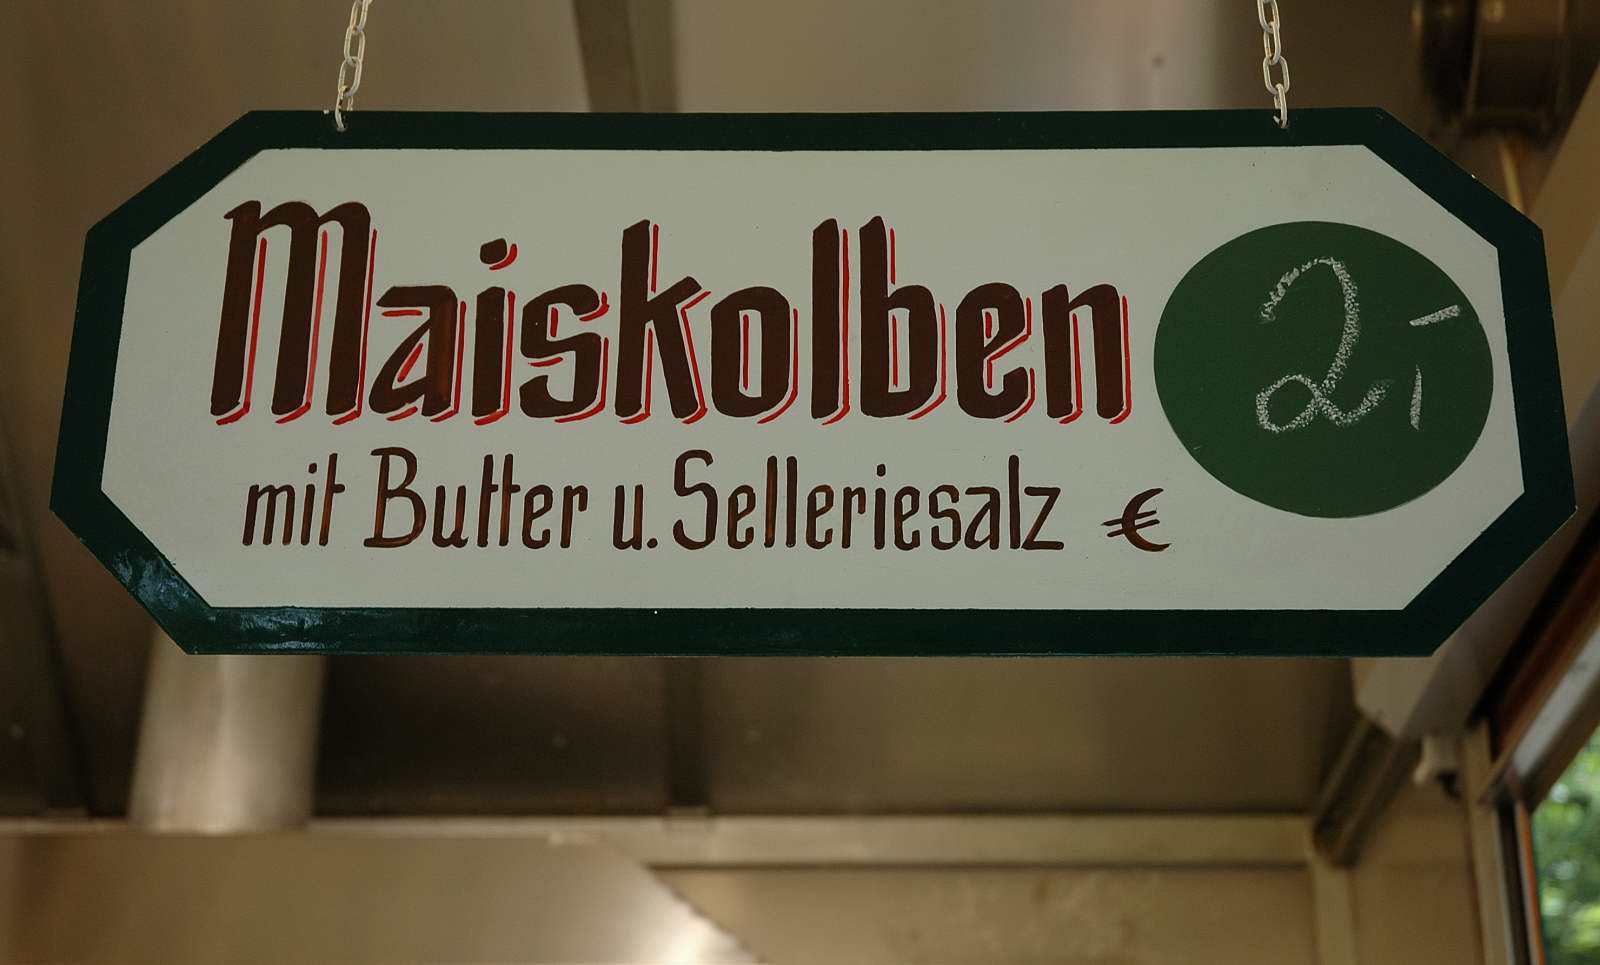 Maiskolben
mit Butter u. Selleriesalz €
2,-